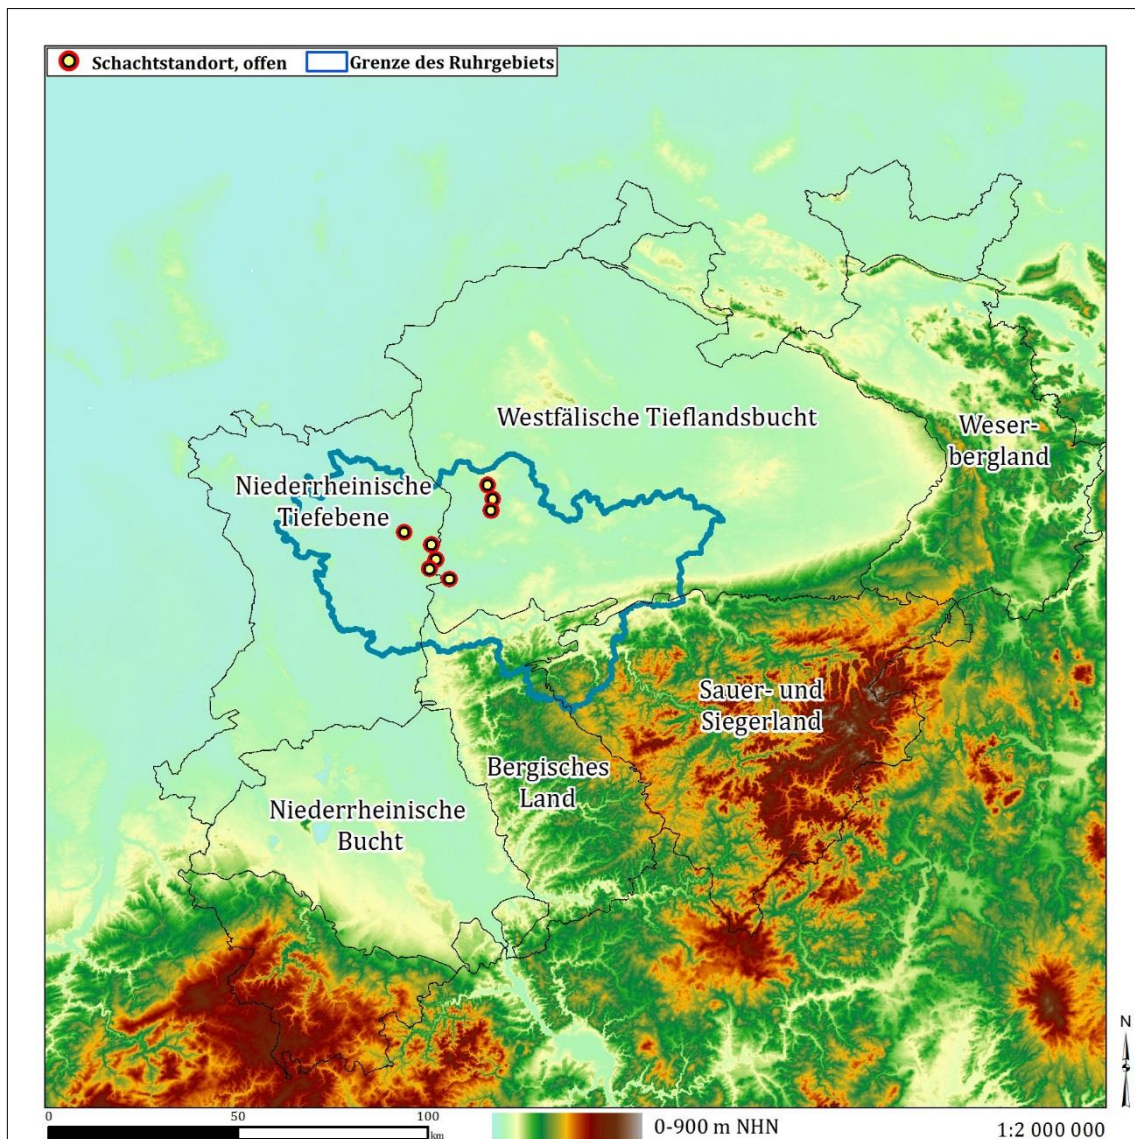 Schachtstandort, offen Grenze des Ruhrgebiets
Westfälische Tieflandsbucht
Weser-
bergland
Niederrheinische
Tiefebene
Sauer- und
Siegerland
Bergisches
Land
Niederrheinische
Bucht
N
0 50 100
km
0-900 m NHN
1:2 000 000